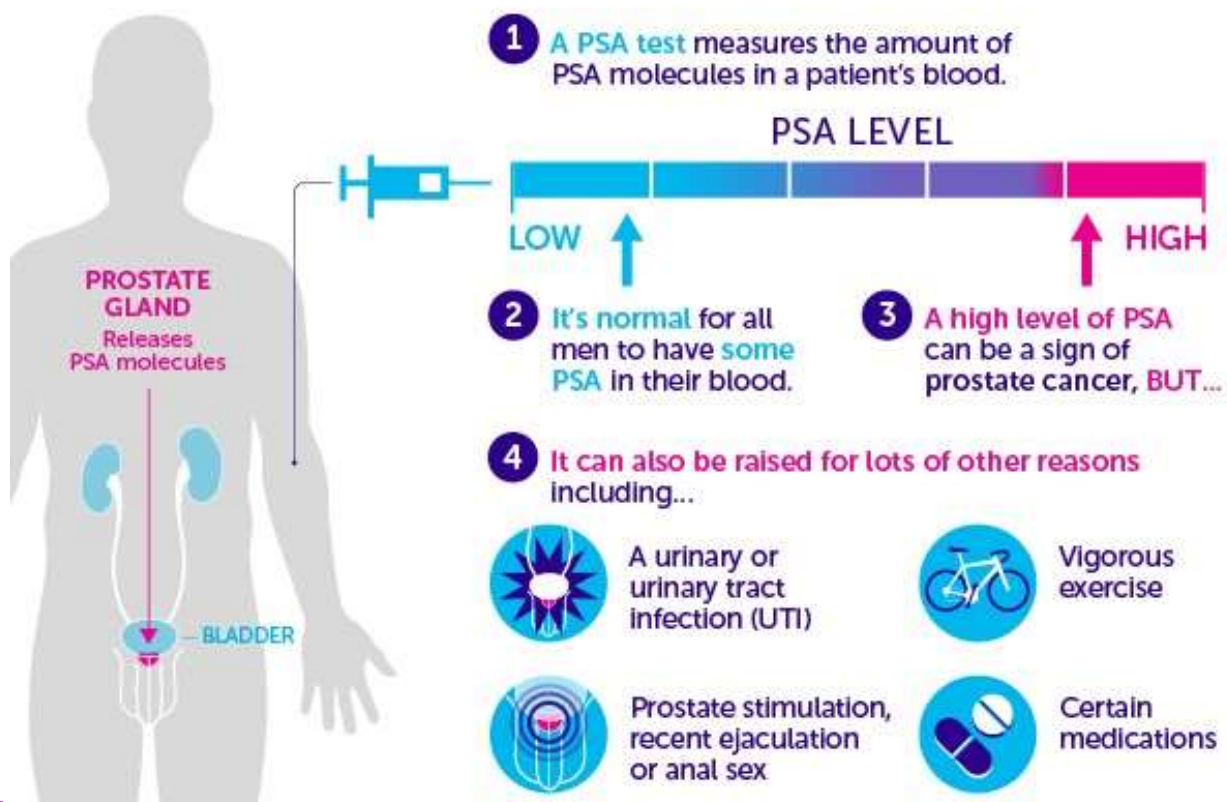 1 A PSA test measures the amount of
PSA molecules in a patient's blood.
PSA LEVEL
LOW
HIGH
PROSTATE
GLAND
Releases
PSA molecules
2 It's normal for all
men to have some
PSA in their blood.
3 A high level of PSA
can be a sign of
prostate cancer, BUT...
4 It can also be raised for lots of other reasons
including...
A urinary or
urinary tract
infection (UTI)
Vigorous
exercise
BLADDER
Prostate stimulation,
recent ejaculation
or anal sex
Certain
medications